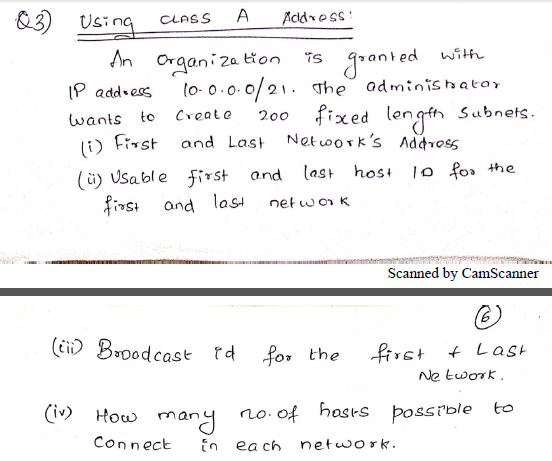 Q3) Using CLASS A Address:
An Organization is granted with
IP address 10.0.0.0/21. The administrator
wants to Create 200 fixed length Subnets.
(i) First and Last Network's Address
(ii) Usable first and last host ID for the
first and last network
Scanned by CamScanner
6
(iii) Broodcast id for the first & Last
Network.
(iv) How many no. of hosts possible to
Connect in each network.